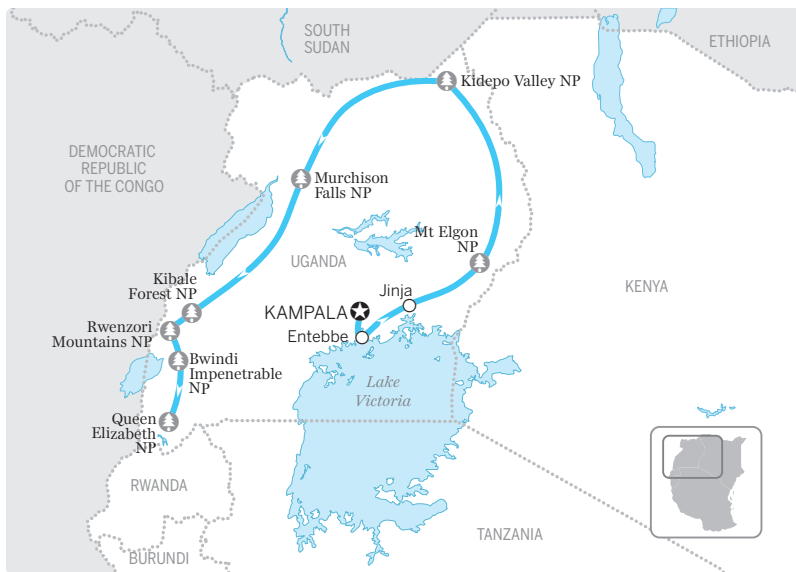 SOUTH
SUDAN
ETHIOPIA
Kidepo Valley NP
DEMOCRATIC
REPUBLIC
OF THE CONGO
Murchison
Falls NP
Mt Elgon
NP
UGANDA
Kibale
Forest NP
Jinja
KENYA
KAMPALA
Rwenzori
Mountains NP
Entebbe
Bwindi
Impenetrable
NP
Lake
Victoria
Queen
Elizabeth
NP
RWANDA
TANZANIA
BURUNDI